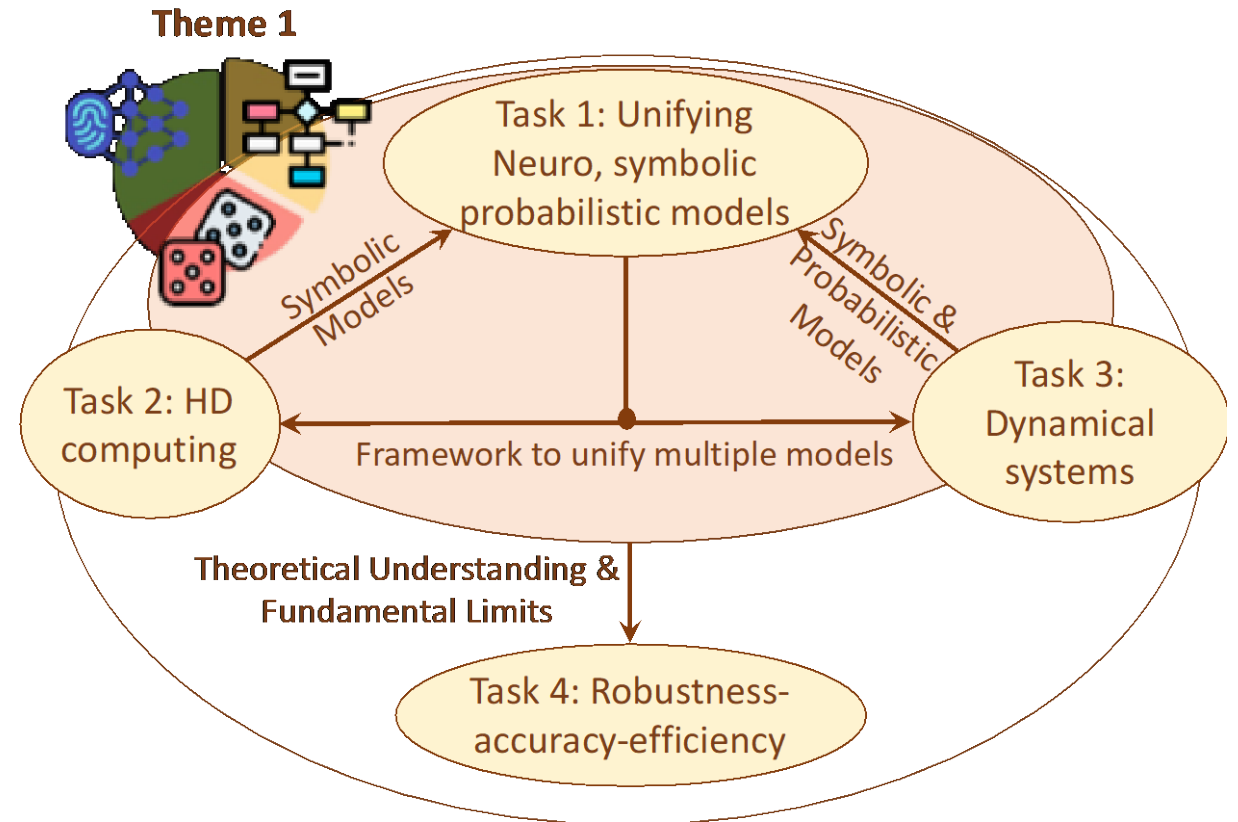 Theme 1
Task 1: Unifying
Neuro, symbolic
probabilistic models
Symbolic
Models
Symbolic &
Probabilistic
Models
Task 2: HD
computing
Task 3:
Dynamical
systems
Framework to unify multiple models
Theoretical Understanding &
Fundamental Limits
Task 4: Robustness-
accuracy-efficiency